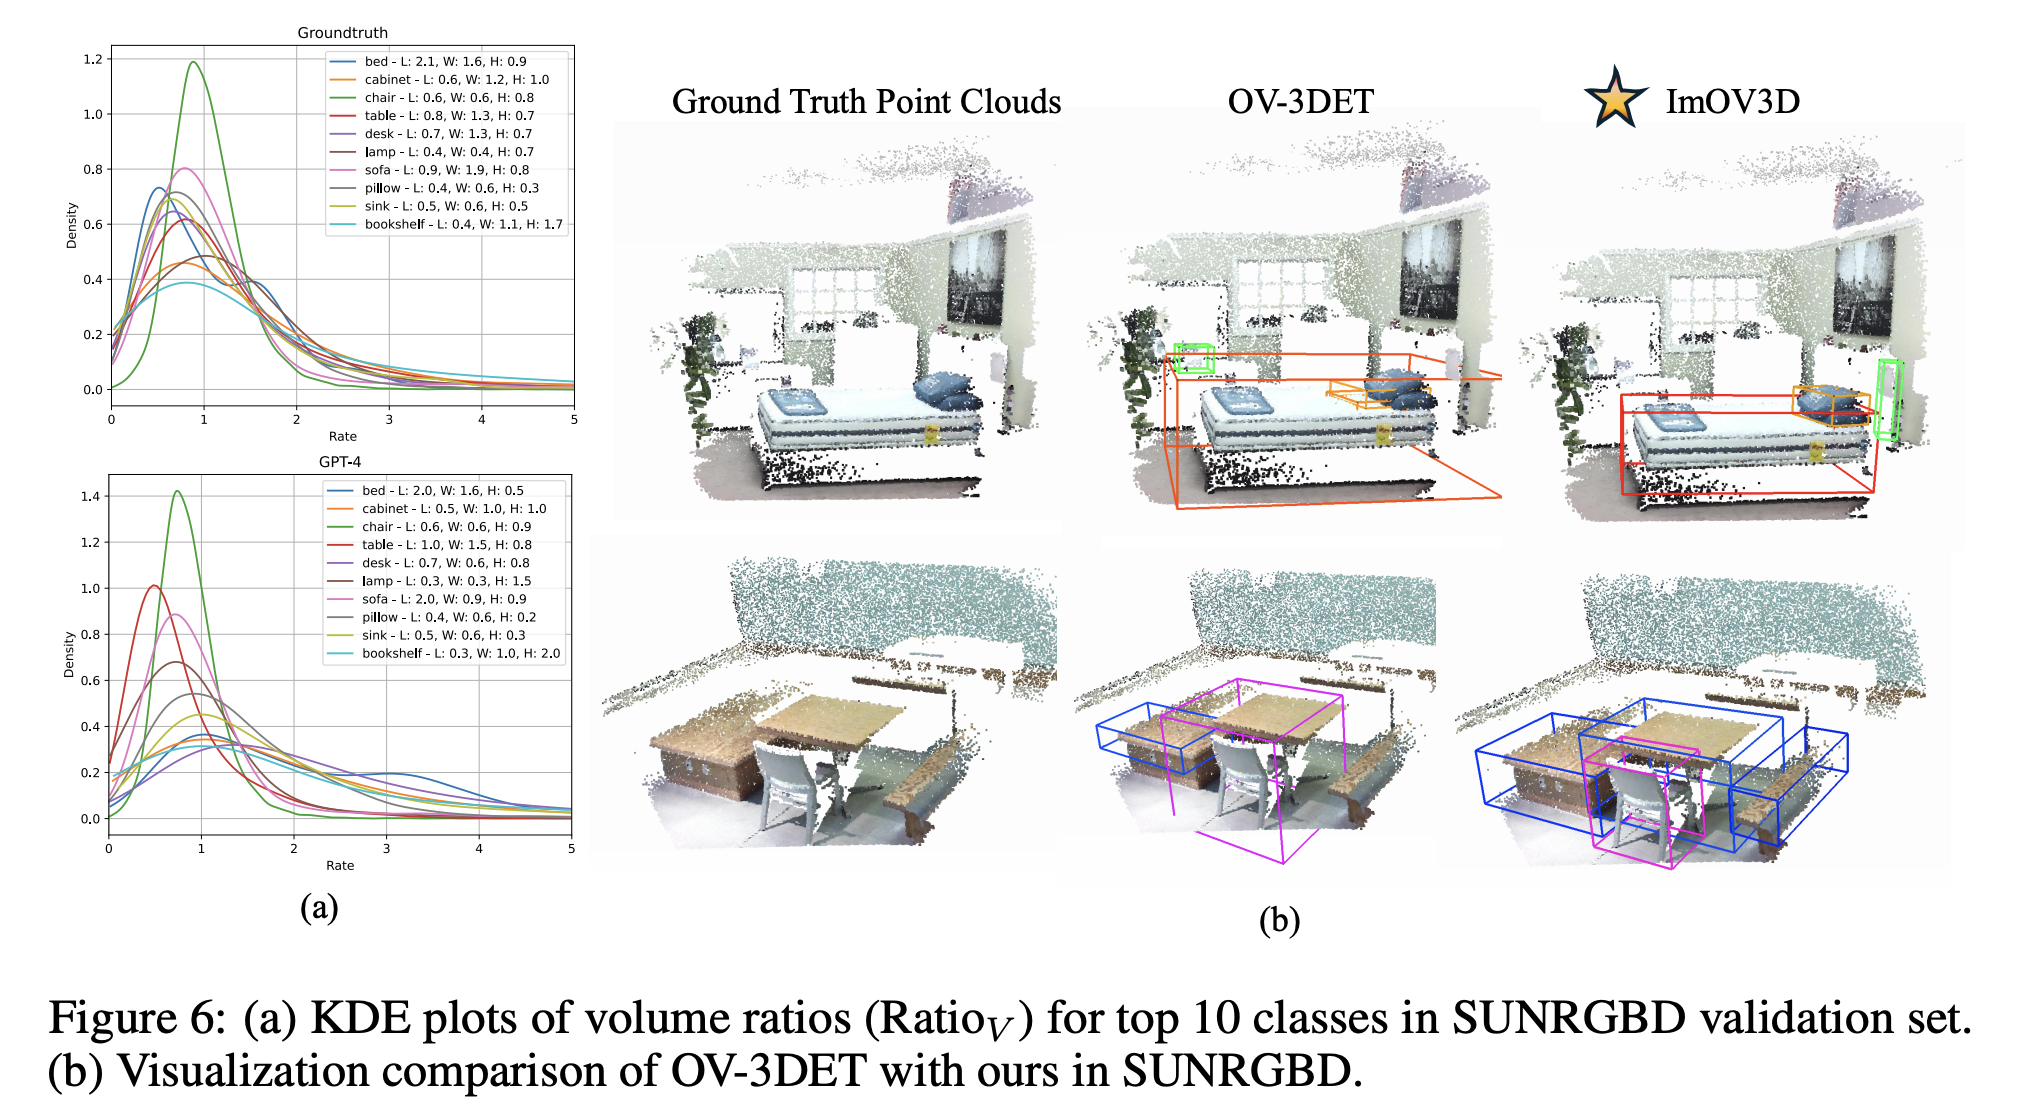 Groundtruth
1.2
1.0
0.8
0.6
0.4
0.2
0.0
Density
bed - L: 2.1, W: 1.6, H: 0.9
cabinet - L: 0.6, W: 1.2, H: 1.0
chair - L: 0.6, W: 0.6, H: 0.8
table - L: 0.8, W: 1.3, H: 0.7
desk - L: 0.7, W: 1.3, H: 0.7
lamp - L: 0.4, W: 0.4, H: 0.7
sofa - L: 0.9, W: 1.9, H: 0.8
pillow - L: 0.4, W: 0.6, H: 0.3
sink - L: 0.5, W: 0.6, H: 0.5
bookshelf - L: 0.4, W: 1.1, H: 1.7
0 1 2 3 4 5
Rate
GPT-4
1.4
1.2
1.0
0.8
0.6
0.4
0.2
0.0
Density
bed - L: 2.0, W: 1.6, H: 0.5
cabinet - L: 0.5, W: 1.0, H: 1.0
chair - L: 0.6, W: 0.6, H: 0.9
table - L: 1.0, W: 1.5, H: 0.8
desk - L: 0.7, W: 0.6, H: 0.8
lamp - L: 0.3, W: 0.3, H: 1.5
sofa - L: 2.0, W: 0.9, H: 0.9
pillow - L: 0.4, W: 0.6, H: 0.2
sink - L: 0.5, W: 0.6, H: 0.3
bookshelf - L: 0.3, W: 1.0, H: 2.0
0 1 2 3 4 5
Rate
(a)
Ground Truth Point Clouds
OV-3DET
ImOV3D
(b)
Figure 6: (a) KDE plots of volume ratios (Ratio_V) for top 10 classes in SUNRGBD validation set.
(b) Visualization comparison of OV-3DET with ours in SUNRGBD.